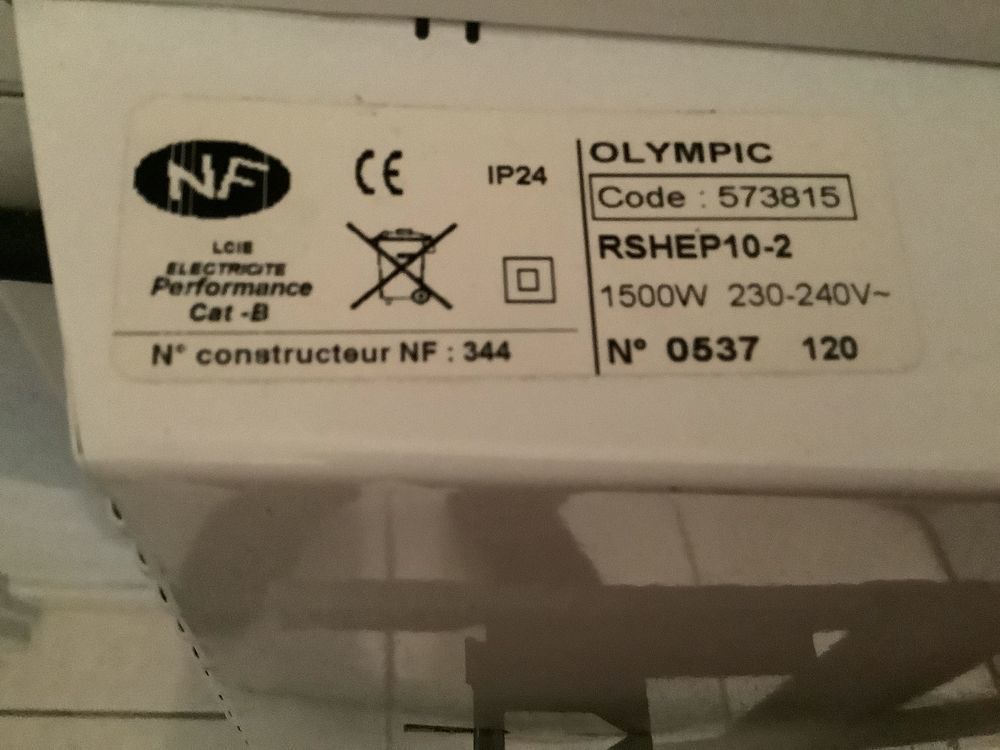 NF
LCIE
ELECTRICITE
Performance
Cat -B
CE
IP24
N° constructeur NF : 344
OLYMPIC
Code : 573815
RSHEP10-2
1500W 230-240V~
N° 0537 120